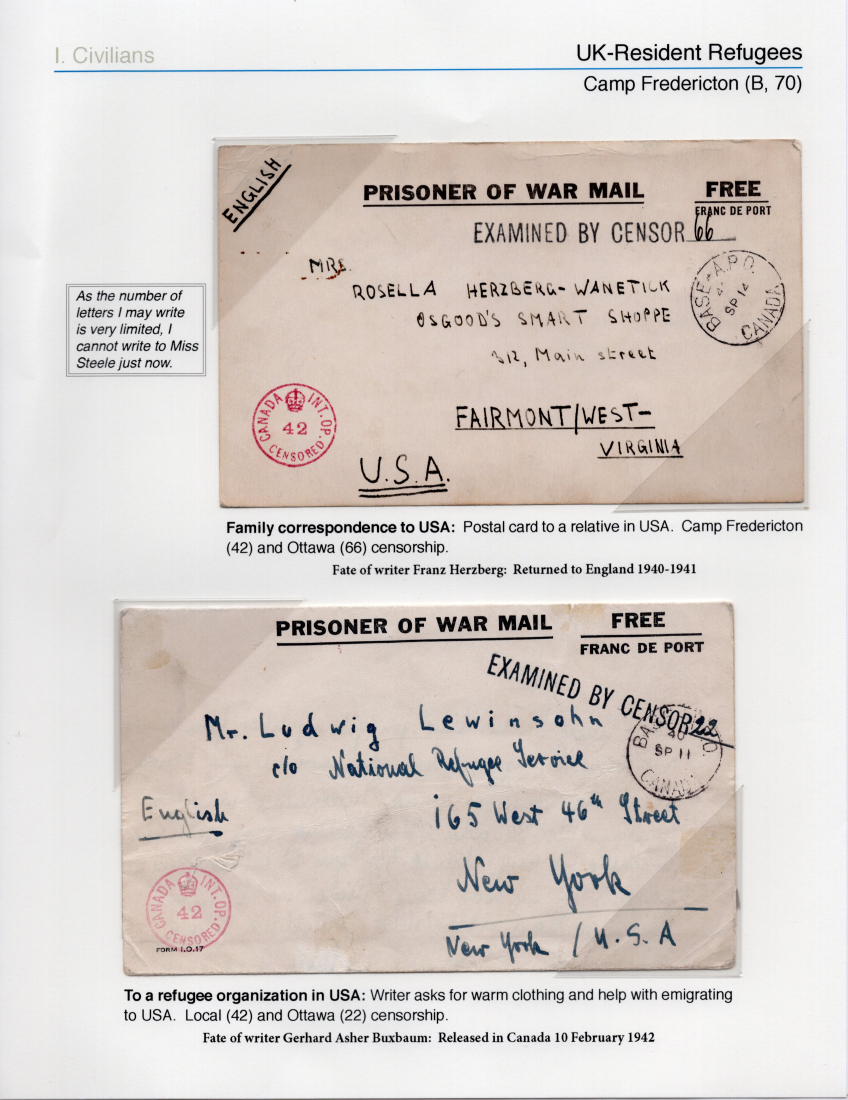 I. Civilians
UK-Resident Refugees
Camp Fredericton (B, 70)
ENGLISH
PRISONER OF WAR MAIL
FREE
FRANC DE PORT
EXAMINED BY CENSOR 66
MRS.
ROSELLA HERZBERG-WANETICK
OSGOOD'S SMART SHOPPE
312, Main street
FAIRMONT/WEST-
VIRGINIA
U.S.A.
BASE A.P.O.
SP 14
CANADA
CANADA INT. OP.
42
CENSORED
As the number of
letters I may write
is very limited, I
cannot write to Miss
Steele just now.
Family correspondence to USA: Postal card to a relative in USA. Camp Fredericton
(42) and Ottawa (66) censorship.
Fate of writer Franz Herzberg: Returned to England 1940-1941
PRISONER OF WAR MAIL
FREE
FRANC DE PORT
EXAMINED BY CENSOR 22
Mr. Ludwig Lewinsohn
c/o National Refugee Service
English
165 West 46th Street
New York
New York / U.S.A
40
SP 11
CANADA
CANADA INT. OP.
42
CENSORED
FORM I.O.17
To a refugee organization in USA: Writer asks for warm clothing and help with emigrating
to USA. Local (42) and Ottawa (22) censorship.
Fate of writer Gerhard Asher Buxbaum: Released in Canada 10 February 1942